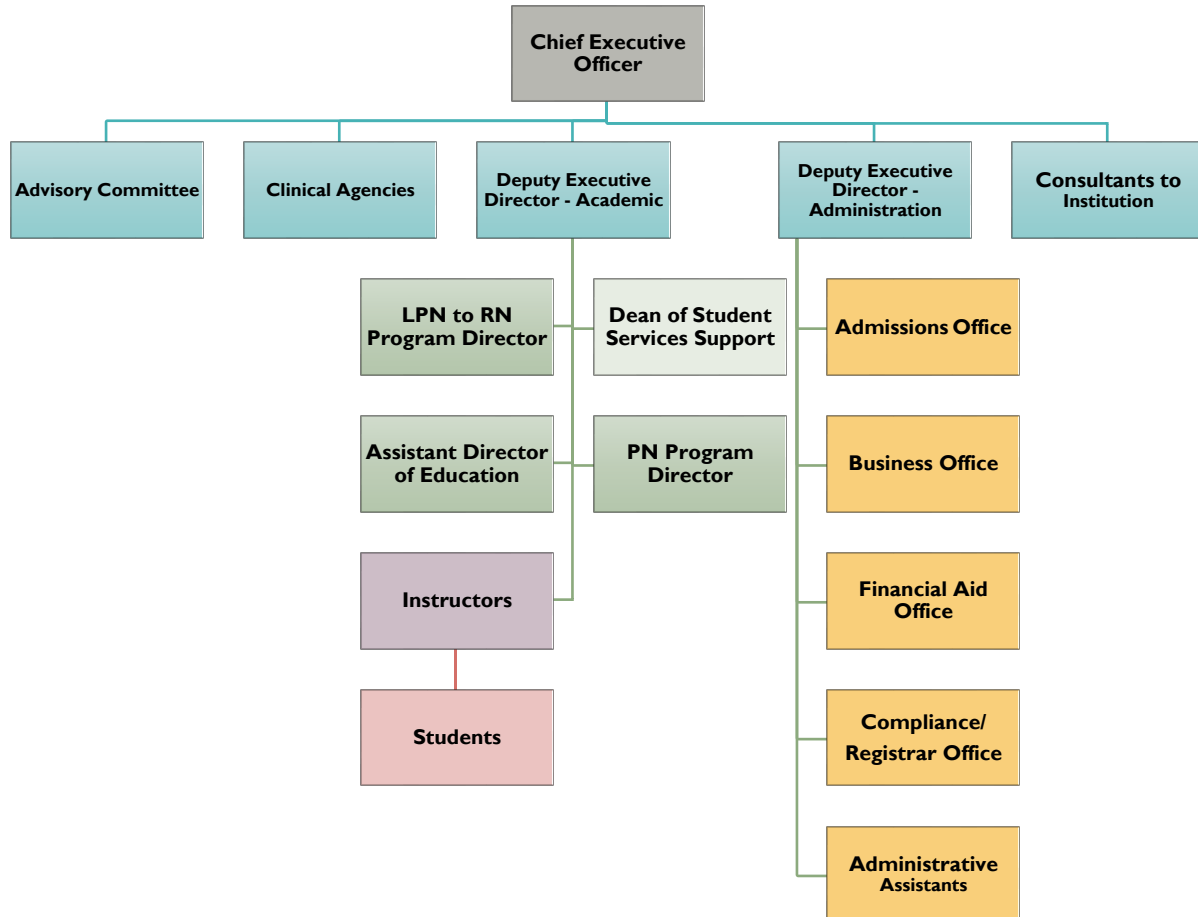 Chief Executive
Officer
Advisory Committee
Clinical Agencies
Deputy Executive
Director - Academic
Deputy Executive
Director -
Administration
Consultants to
Institution
LPN to RN
Program Director
Dean of Student
Services Support
Admissions Office
Assistant Director
of Education
PN Program
Director
Business Office
Instructors
Financial Aid
Office
Students
Compliance/
Registrar Office
Administrative
Assistants